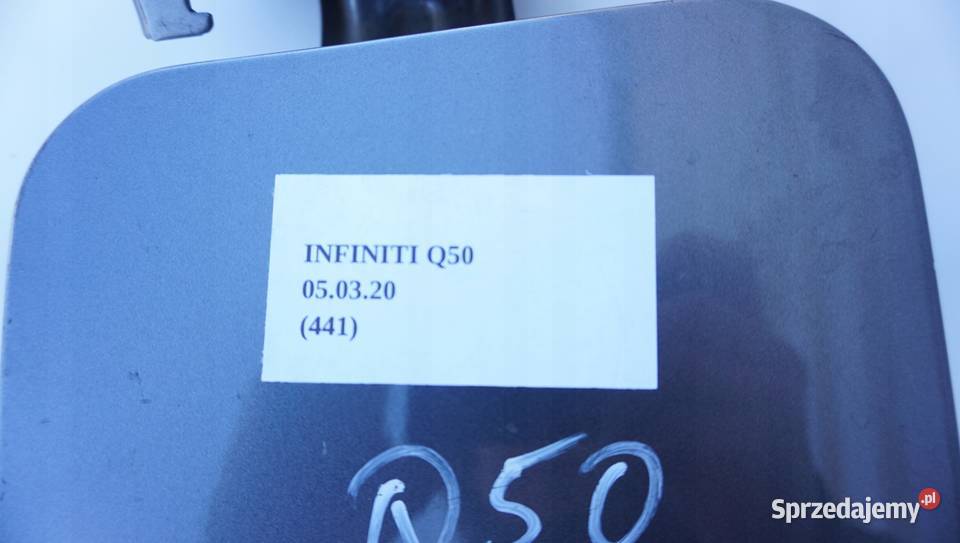 INFINITI Q50
05.03.20
(441)
Q50
Sprzedajemy.pl